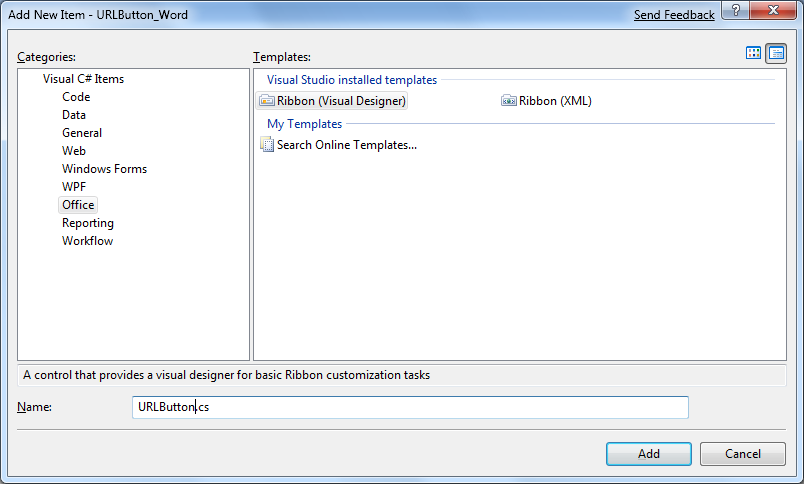 Add New Item - URLButton_Word
Send Feedback
?
Categories:
Templates:
Visual C# Items
Code
Data
General
Web
Windows Forms
WPF
Office
Reporting
Workflow
Visual Studio installed templates
Ribbon (Visual Designer)
Ribbon (XML)
My Templates
Search Online Templates...
A control that provides a visual designer for basic Ribbon customization tasks
Name:
URLButton.cs
Add
Cancel